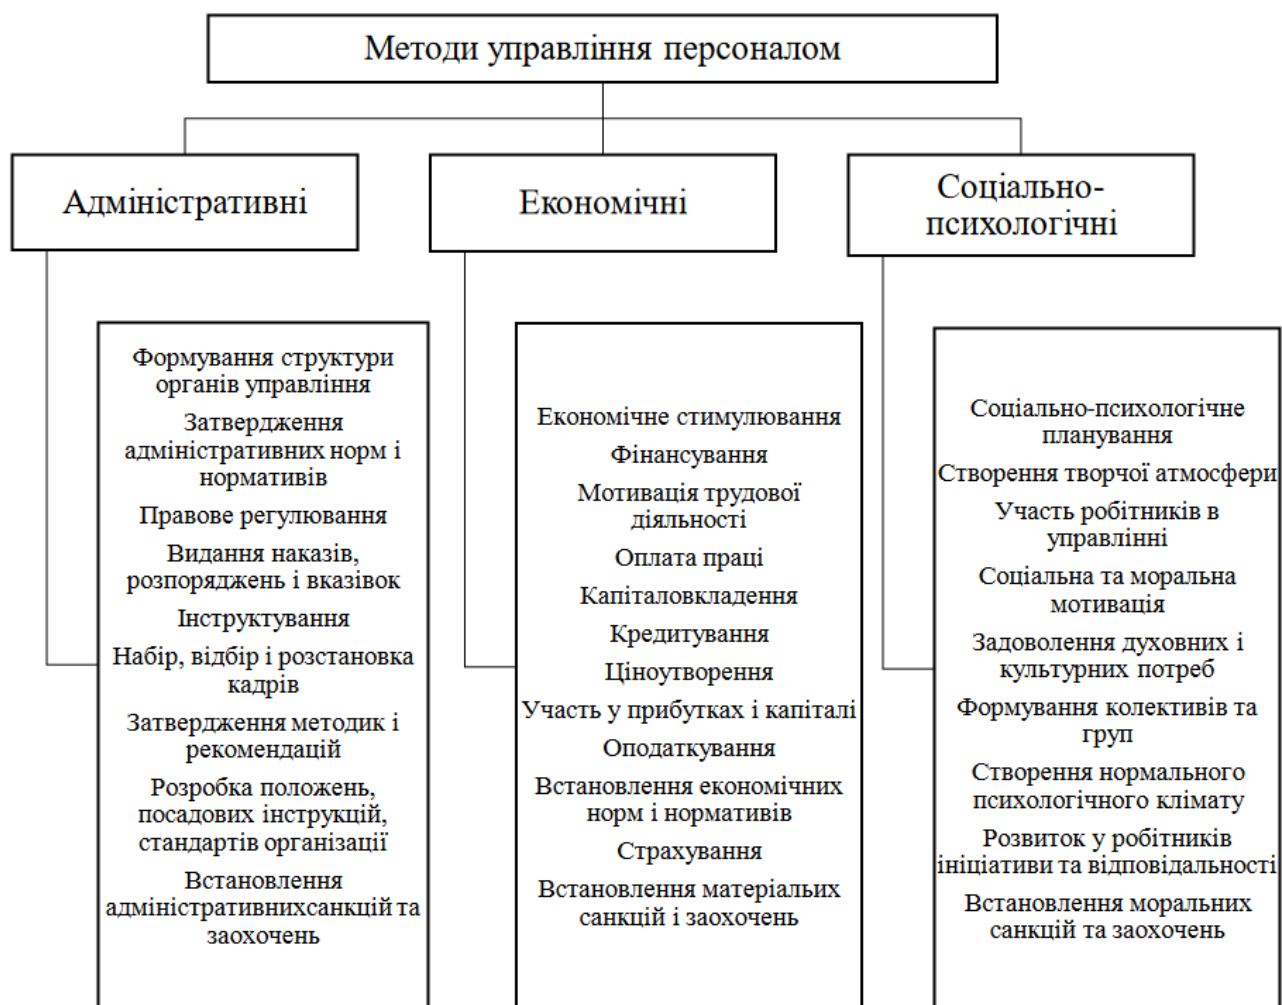 Методи управління персоналом
Адміністративні
Економічні
Соціально-
психологічні
Формування структури
органів управління
Затвердження
адміністративних норм і
нормативів
Правове регулювання
Видання наказів,
розпоряджень і вказівок
Інструктування
Набір, відбір і розстановка
кадрів
Затвердження методик і
рекомендацій
Розробка положень,
посадових інструкцій,
стандартів організації
Встановлення
адміністративнихсанкцій та
заохочень
Економічне стимулювання
Фінансування
Мотивація трудової
діяльності
Оплата праці
Капіталовкладення
Кредитування
Ціноутворення
Участь у прибутках і капіталі
Оподаткування
Встановлення економічних
норм і нормативів
Страхування
Встановлення матеріальих
санкцій і заохочень
Соціально-психологічне
планування
Створення творчої атмосфери
Участь робітників в
управлінні
Соціальна та моральна
мотивація
Задоволення духовних і
культурних потреб
Формування колективів та
груп
Створення нормального
психологічного клімату
Розвиток у робітників
ініціативи та відповідальності
Встановлення моральних
санкцій та заохочень